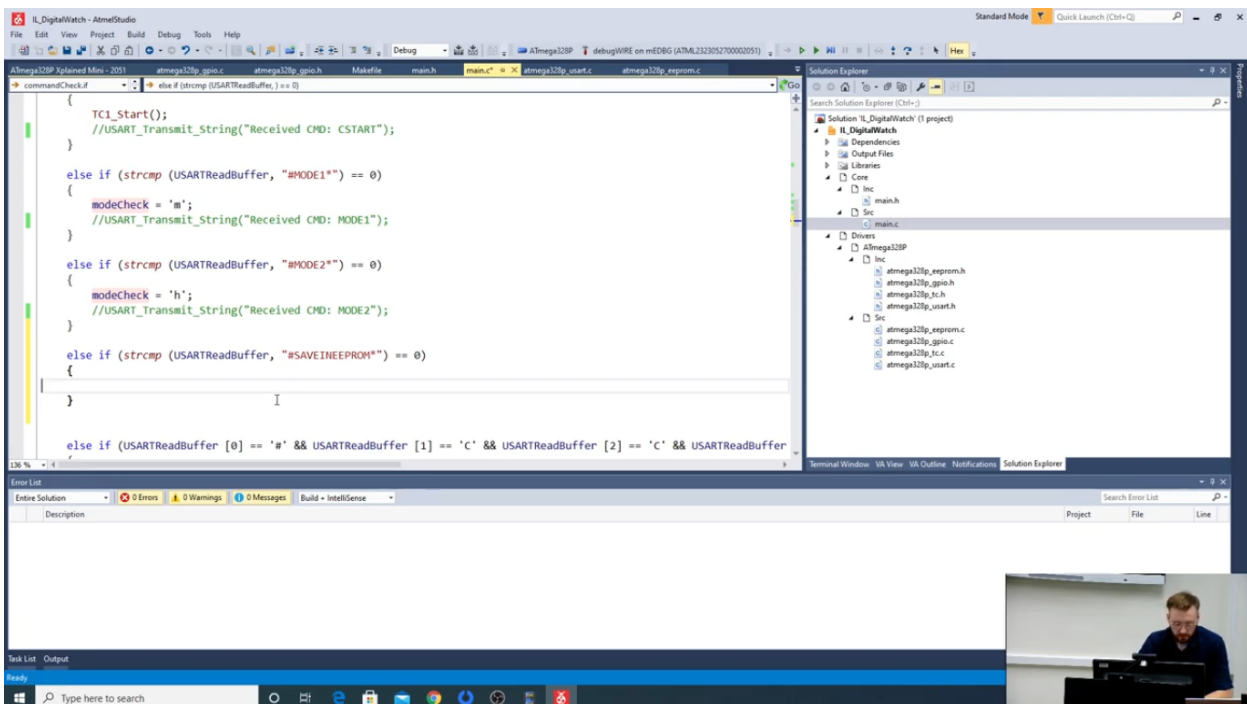 IL_DigitalWatch - AtmelStudio
Standard Mode
Quick Launch (Ctrl+Q)
File Edit View Project Build Debug Tools Help
Debug
ATmega328P
debugWIRE on mEDBG (ATML2323052700002051)
Hex
ATmega328P Xplained Mini - 2051 atmega328p_gpio.c atmega328p_gpio.h Makefile main.h main.c* atmega328p_usart.c atmega328p_eeprom.c
commandCheck.if
else if (strcmp (USARTReadBuffer, ) == 0)
Go
{
TC1_Start();
//USART_Transmit_String("Received CMD: CSTART");
}
else if (strcmp (USARTReadBuffer, "#MODE1*") == 0)
{
modeCheck = 'm';
//USART_Transmit_String("Received CMD: MODE1");
}
else if (strcmp (USARTReadBuffer, "#MODE2*") == 0)
{
modeCheck = 'h';
//USART_Transmit_String("Received CMD: MODE2");
}
else if (strcmp (USARTReadBuffer, "#SAVEINEEPROM*") == 0)
{
}
else if (USARTReadBuffer [0] == '#' && USARTReadBuffer [1] == 'C' && USARTReadBuffer [2] == 'C' && USARTReadBuffer
136 %
Solution Explorer
Search Solution Explorer (Ctrl+;)
Solution 'IL_DigitalWatch' (1 project)
IL_DigitalWatch
Dependencies
Output Files
Libraries
Core
Inc
main.h
Src
main.c
Drivers
ATmega328P
Inc
atmega328p_eeprom.h
atmega328p_gpio.h
atmega328p_tc.h
atmega328p_usart.h
Src
atmega328p_eeprom.c
atmega328p_gpio.c
atmega328p_tc.c
atmega328p_usart.c
Terminal Window VA View VA Outline Notifications Solution Explorer
Properties
Error List
Entire Solution
0 Errors
0 Warnings
0 Messages
Build + IntelliSense
Search Error List
Description Project File Line
Task List Output
Ready
Type here to search